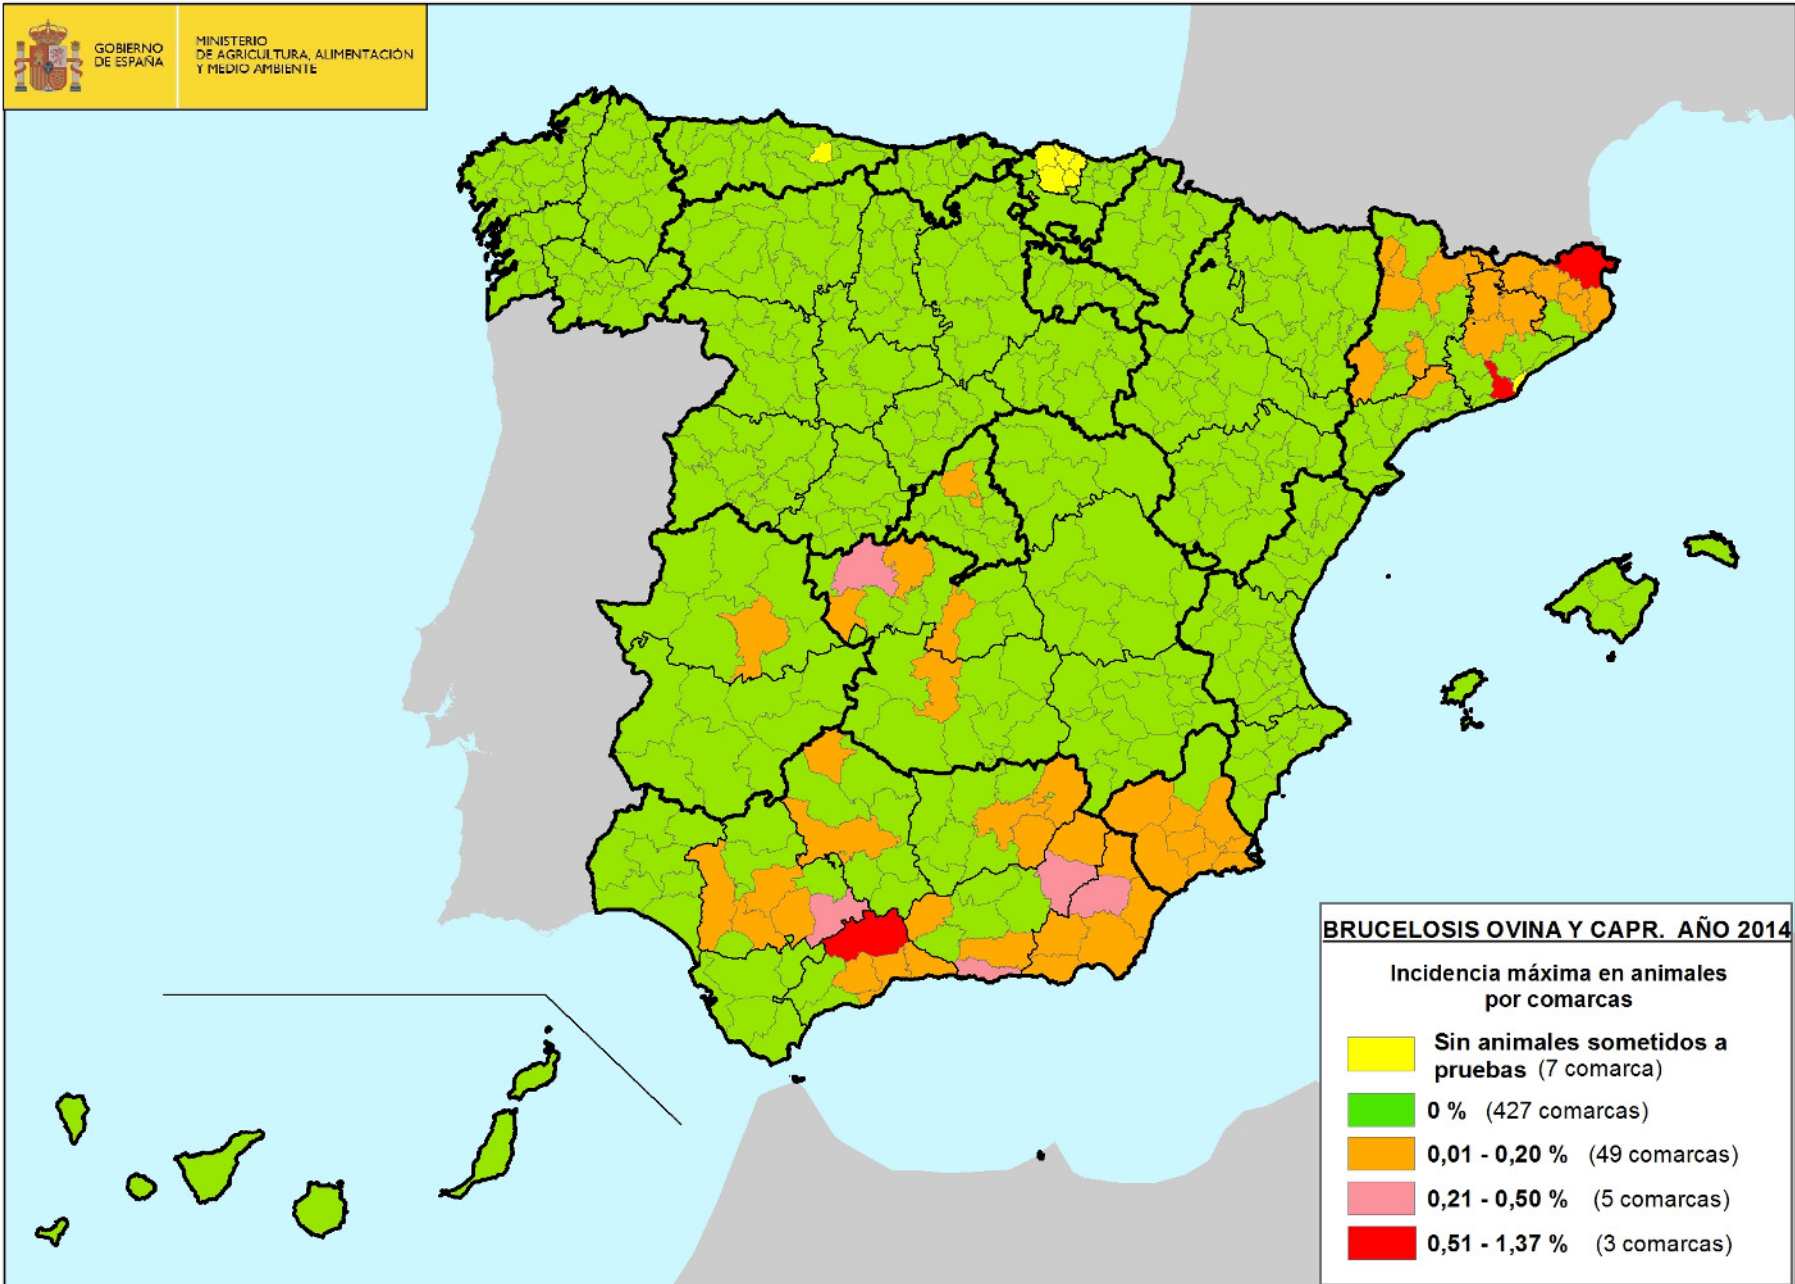 GOBIERNO
DE ESPAÑA
MINISTERIO
DE AGRICULTURA, ALIMENTACIÓN
Y MEDIO AMBIENTE
BRUCELOSIS OVINA Y CAPR. AÑO 2014
Incidencia máxima en animales
por comarcas
Sin animales sometidos a
pruebas (7 comarca)
0 % (427 comarcas)
0,01 - 0,20 % (49 comarcas)
0,21 - 0,50 % (5 comarcas)
0,51 - 1,37 % (3 comarcas)